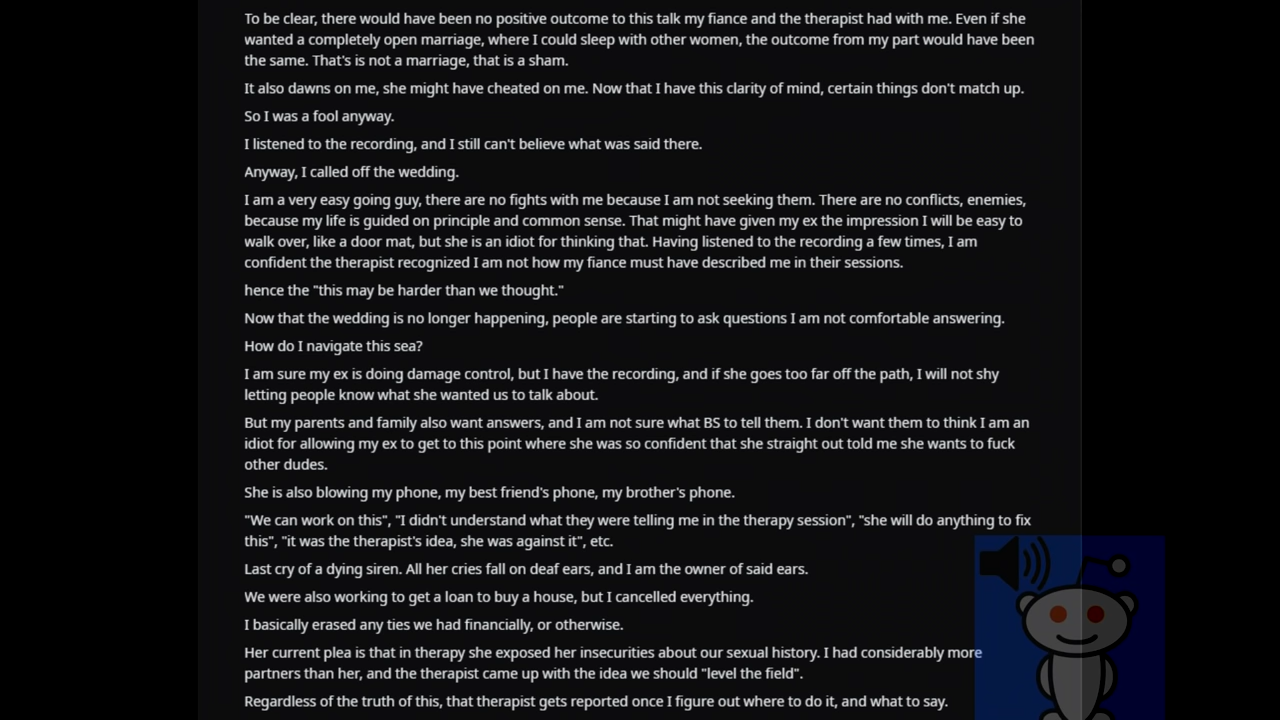 To be clear, there would have been no positive outcome to this talk my fiance and the therapist had with me. Even if she
wanted a completely open marriage, where I could sleep with other women, the outcome from my part would have been
the same. That's is not a marriage, that is a sham.
It also dawns on me, she might have cheated on me. Now that I have this clarity of mind, certain things don't match up.
So I was a fool anyway.
I listened to the recording, and I still can't believe what was said there.
Anyway, I called off the wedding.
I am a very easy going guy, there are no fights with me because I am not seeking them. There are no conflicts, enemies,
because my life is guided on principle and common sense. That might have given my ex the impression I will be easy to
walk over, like a door mat, but she is an idiot for thinking that. Having listened to the recording a few times, I am
confident the therapist recognized I am not how my fiance must have described me in their sessions.
hence the "this may be harder than we thought."
Now that the wedding is no longer happening, people are starting to ask questions I am not comfortable answering.
How do I navigate this sea?
I am sure my ex is doing damage control, but I have the recording, and if she goes too far off the path, I will not shy
letting people know what she wanted us to talk about.
But my parents and family also want answers, and I am not sure what BS to tell them. I don't want them to think I am an
idiot for allowing my ex to get to this point where she was so confident that she straight out told me she wants to fuck
other dudes.
She is also blowing my phone, my best friend's phone, my brother's phone.
"We can work on this", "I didn't understand what they were telling me in the therapy session", "she will do anything to fix
this", "it was the therapist's idea, she was against it", etc.
Last cry of a dying siren. All her cries fall on deaf ears, and I am the owner of said ears.
We were also working to get a loan to buy a house, but I cancelled everything.
I basically erased any ties we had financially, or otherwise.
Her current plea is that in therapy she exposed her insecurities about our sexual history. I had considerably more
partners than her, and the therapist came up with the idea we should "level the field".
Regardless of the truth of this, that therapist gets reported once I figure out where to do it, and what to say.